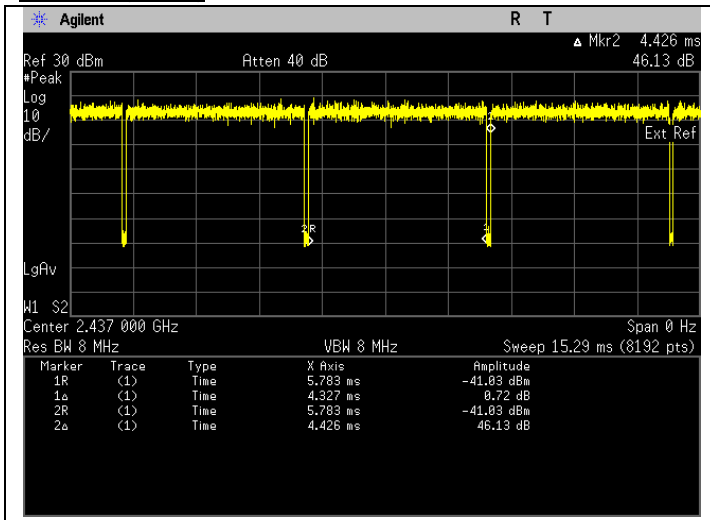 Agilent R T
Δ Mkr2 4.426 ms
Ref 30 dBm Atten 40 dB 46.13 dB
#Peak
Log
10
dB/
Ext Ref
2R
LgAv
W1 S2
Center 2.437 000 GHz Span 0 Hz
Res BW 8 MHz VBW 8 MHz Sweep 15.29 ms (8192 pts)
Marker Trace Type X Axis Amplitude
1R (1) Time 5.783 ms -41.03 dBm
1Δ (1) Time 4.327 ms 0.72 dB
2R (1) Time 5.783 ms -41.03 dBm
2Δ (1) Time 4.426 ms 46.13 dB